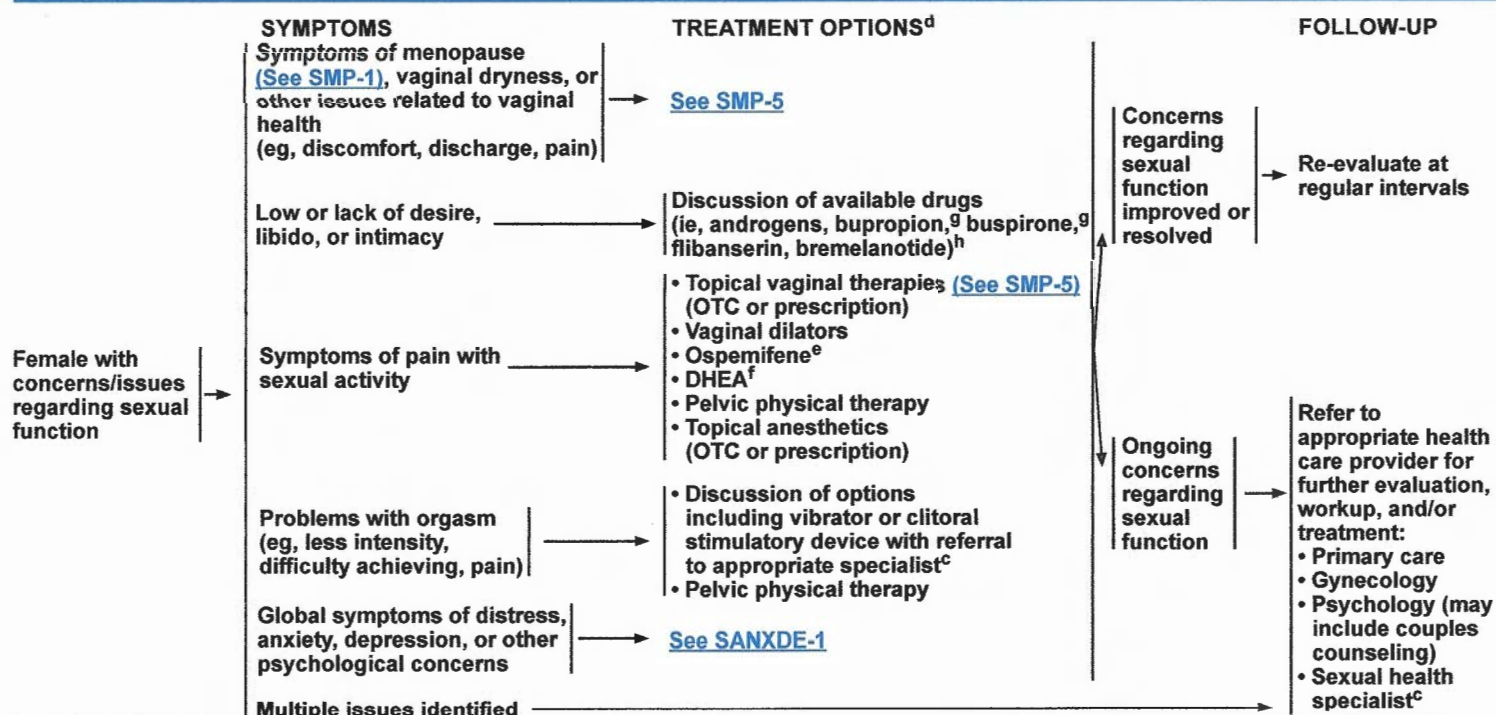 SYMPTOMS
TREATMENT OPTIONSᵈ
FOLLOW-UP
Female with
concerns/issues
regarding sexual
function
Symptoms of menopause
(See SMP-1), vaginal dryness, or
other issues related to vaginal
health
(eg, discomfort, discharge, pain)
See SMP-5
Low or lack of desire,
libido, or intimacy
Discussion of available drugs
(ie, androgens, bupropion,ᵍ buspirone,ᵍ
flibanserin, bremelanotide)ʰ
Symptoms of pain with
sexual activity
• Topical vaginal therapies (See SMP-5)
(OTC or prescription)
• Vaginal dilators
• Ospemifeneᵉ
• DHEAᶠ
• Pelvic physical therapy
• Topical anesthetics
(OTC or prescription)
Problems with orgasm
(eg, less intensity,
difficulty achieving, pain)
• Discussion of options
including vibrator or clitoral
stimulatory device with referral
to appropriate specialistᶜ
• Pelvic physical therapy
Global symptoms of distress,
anxiety, depression, or other
psychological concerns
See SANXDE-1
Multiple issues identified
Concerns
regarding
sexual
function
improved or
resolved
Re-evaluate at
regular intervals
Ongoing
concerns
regarding
sexual
function
Refer to
appropriate health
care provider for
further evaluation,
workup, and/or
treatment:
• Primary care
• Gynecology
• Psychology (may
include couples
counseling)
• Sexual health
specialistᶜ